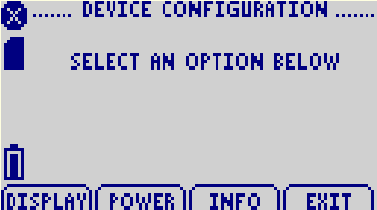 ....... DEVICE CONFIGURATION .......
SELECT AN OPTION BELOW
DISPLAY POWER INFO EXIT